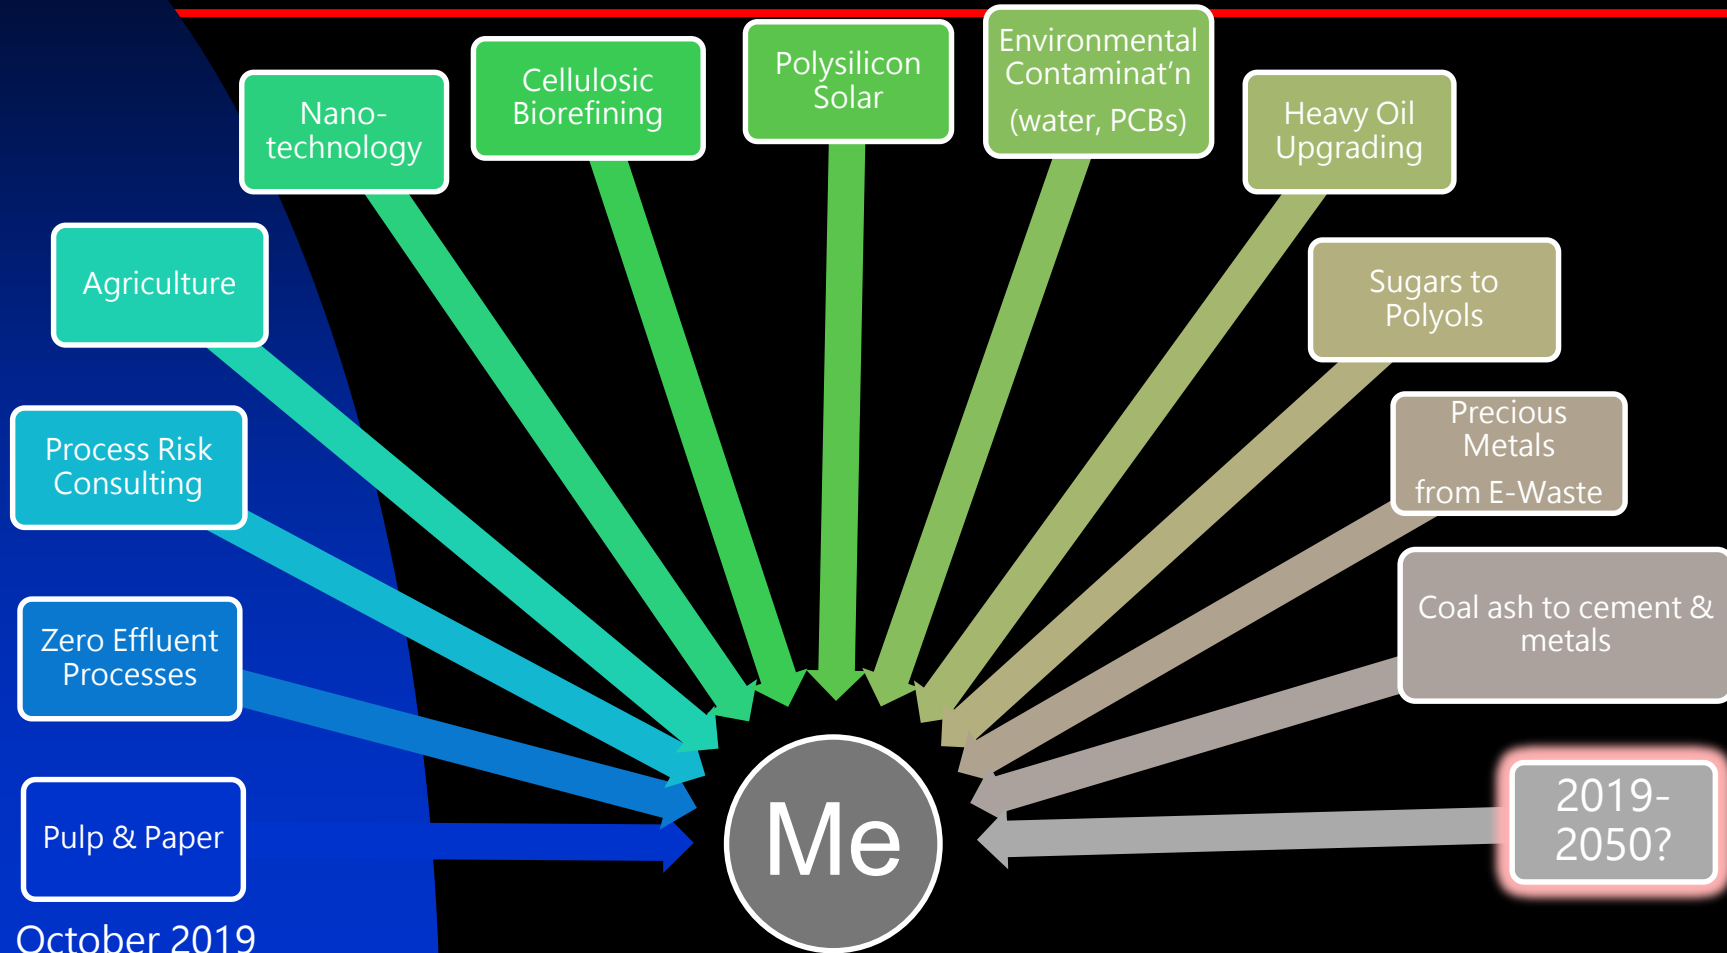 Pulp & Paper
Zero Effluent
Processes
Process Risk
Consulting
Agriculture
Nano-
technology
Cellulosic
Biorefining
Polysilicon
Solar
Environmental
Contaminat’n
(water, PCBs)
Heavy Oil
Upgrading
Sugars to
Polyols
Precious
Metals
from E-Waste
Coal ash to cement &
metals
2019-
2050?
Me
October 2019